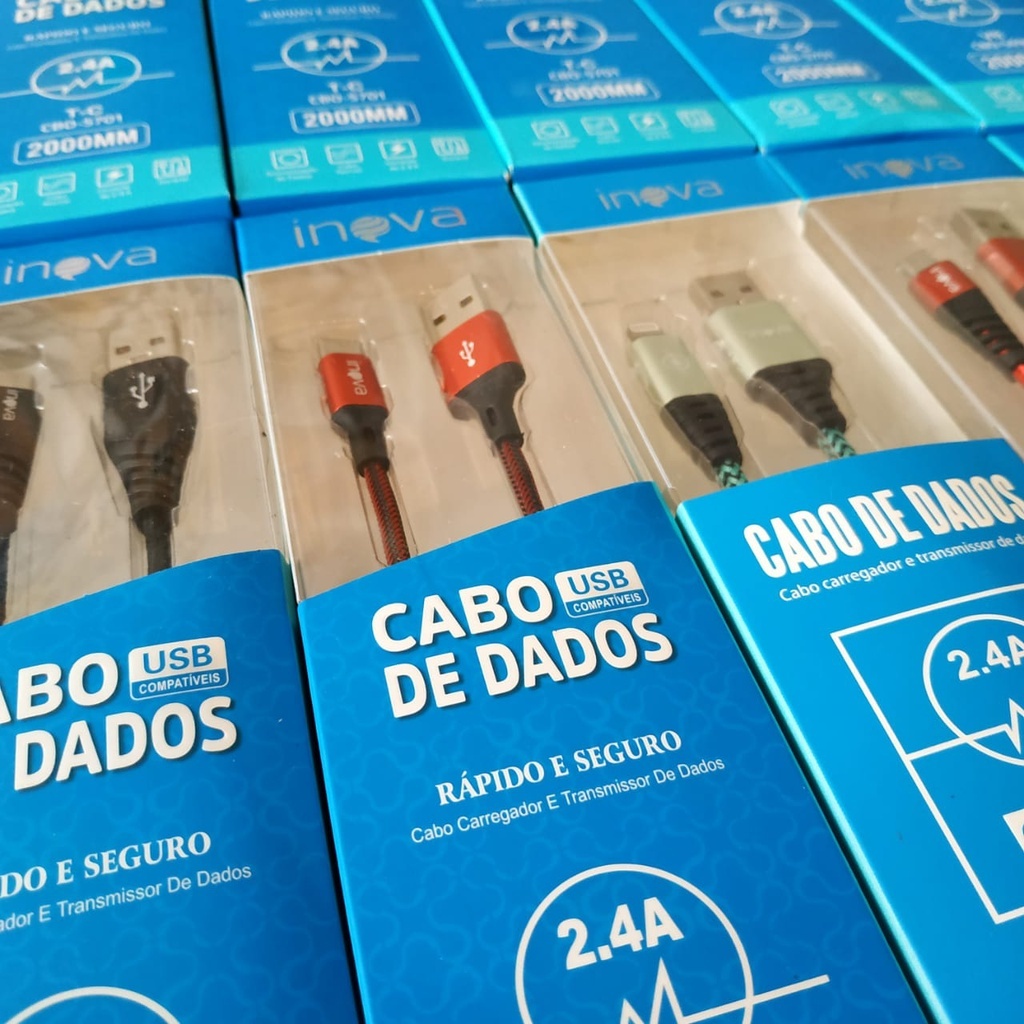 DE DADOS
2.4A
T-C
CBO-5701
2000MM
2.4A
T-C
CBO-5701
2000MM
2.4A
T-C
CBO-5701
2000MM
2.4A
T-C
2000MM
inova
inova
inova
inova
inova
inova
inova
CABO
USB
COMPATÍVEIS
DE DADOS
RÁPIDO E SEGURO
Cabo Carregador E Transmissor De Dados
2.4A
ABO
USB
COMPATÍVEIS
DADOS
DO E SEGURO
ador E Transmissor De Dados
CABO DE DADOS
Cabo carregador e transmissor de d
2.4A